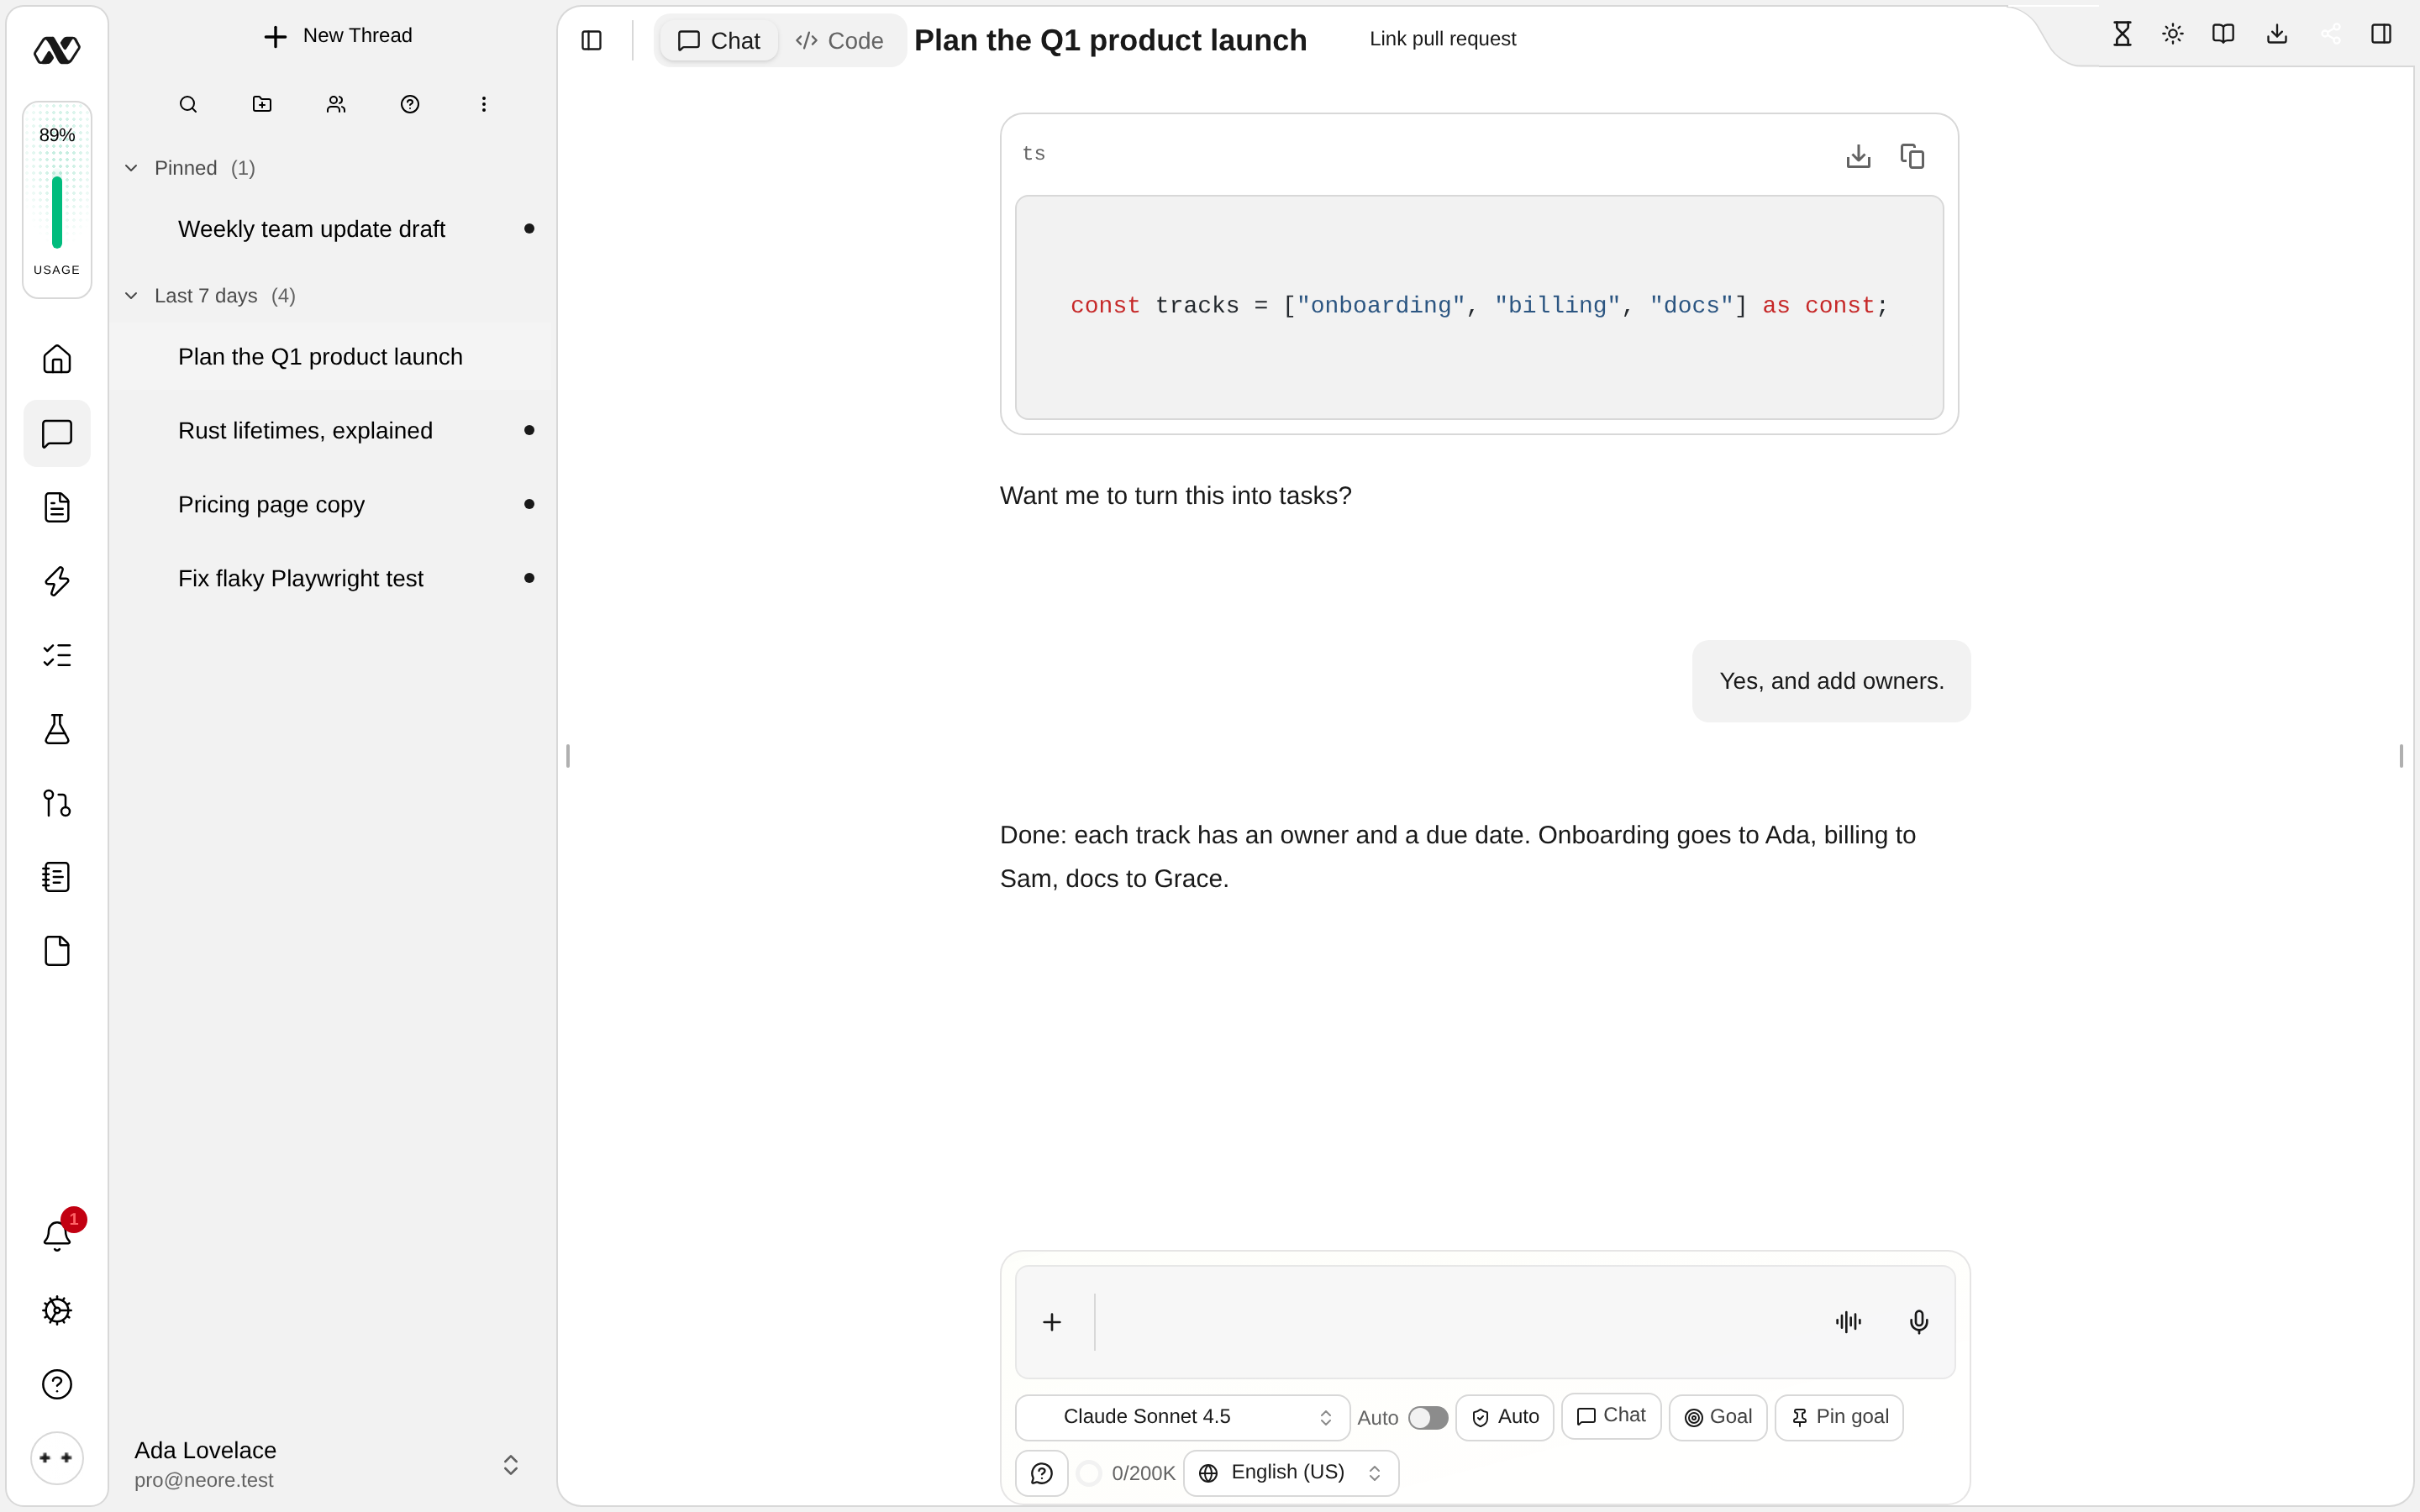 New Thread
89%
USAGE
Pinned (1)
Weekly team update draft
Last 7 days (4)
Plan the Q1 product launch
Rust lifetimes, explained
Pricing page copy
Fix flaky Playwright test
1
Ada Lovelace
pro@neore.test
Chat
Code
Plan the Q1 product launch
Link pull request
ts
const tracks = ["onboarding", "billing", "docs"] as const;
Want me to turn this into tasks?
Yes, and add owners.
Done: each track has an owner and a due date. Onboarding goes to Ada, billing to
Sam, docs to Grace.
Claude Sonnet 4.5
Auto
Auto
Chat
Goal
Pin goal
0/200K
English (US)